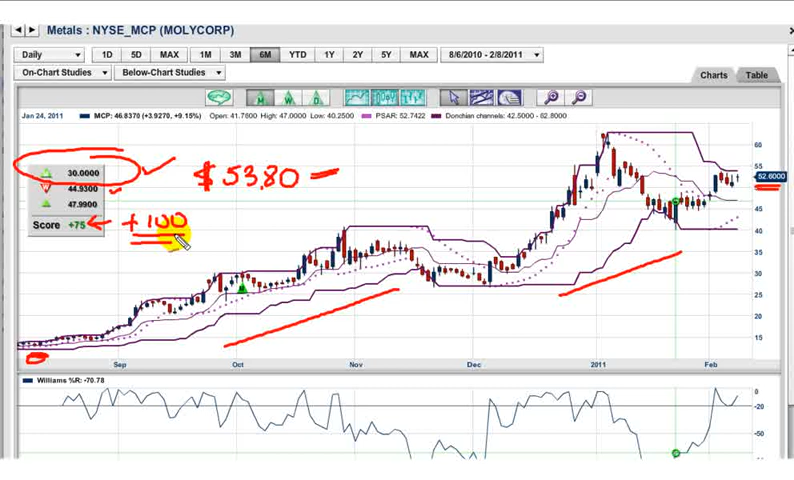 Metals : NYSE_MCP (MOLYCORP)
Daily 1D 5D MAX 1M 3M 6M YTD 1Y 2Y 5Y MAX 8/6/2010 - 2/8/2011
On-Chart Studies Below-Chart Studies Charts Table
M W D
Jan 24, 2011 MCP: 46.8370 (+3.9270, +9.15%) Open: 41.7600 High: 47.0000 Low: 40.2500 PSAR: 52.7422 Donchian channels: 42.5000 - 62.8000
30.0000
44.9300
47.9900
Score +75
$53.80
+100
60
55
52.6000
45
40
35
30
25
20
15
M
Sep Oct Nov Dec 2011 Feb
Williams %R: -70.78
0
-20
-50